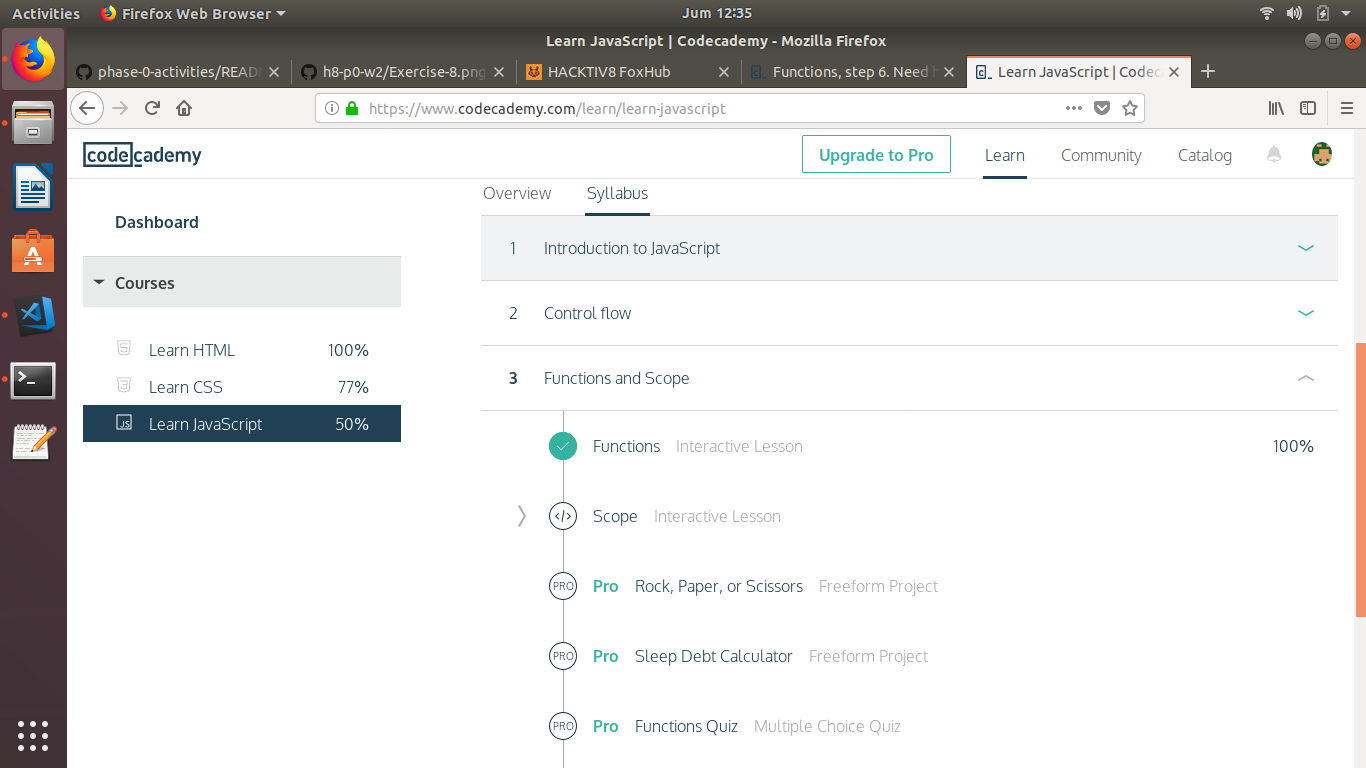 Activities Firefox Web Browser Jum 12:35
Learn JavaScript | Codecademy - Mozilla Firefox
phase-0-activities/READ h8-p0-w2/Exercise-8.png HACKTIV8 FoxHub Functions, step 6. Need Learn JavaScript | Codec
https://www.codecademy.com/learn/learn-javascript
codecademy Upgrade to Pro Learn Community Catalog
Overview Syllabus
Dashboard
Courses
Learn HTML 100%
Learn CSS 77%
JS Learn JavaScript 50%
1 Introduction to JavaScript
2 Control flow
3 Functions and Scope
Functions Interactive Lesson 100%
</> Scope Interactive Lesson
PRO Pro Rock, Paper, or Scissors Freeform Project
PRO Pro Sleep Debt Calculator Freeform Project
PRO Pro Functions Quiz Multiple Choice Quiz